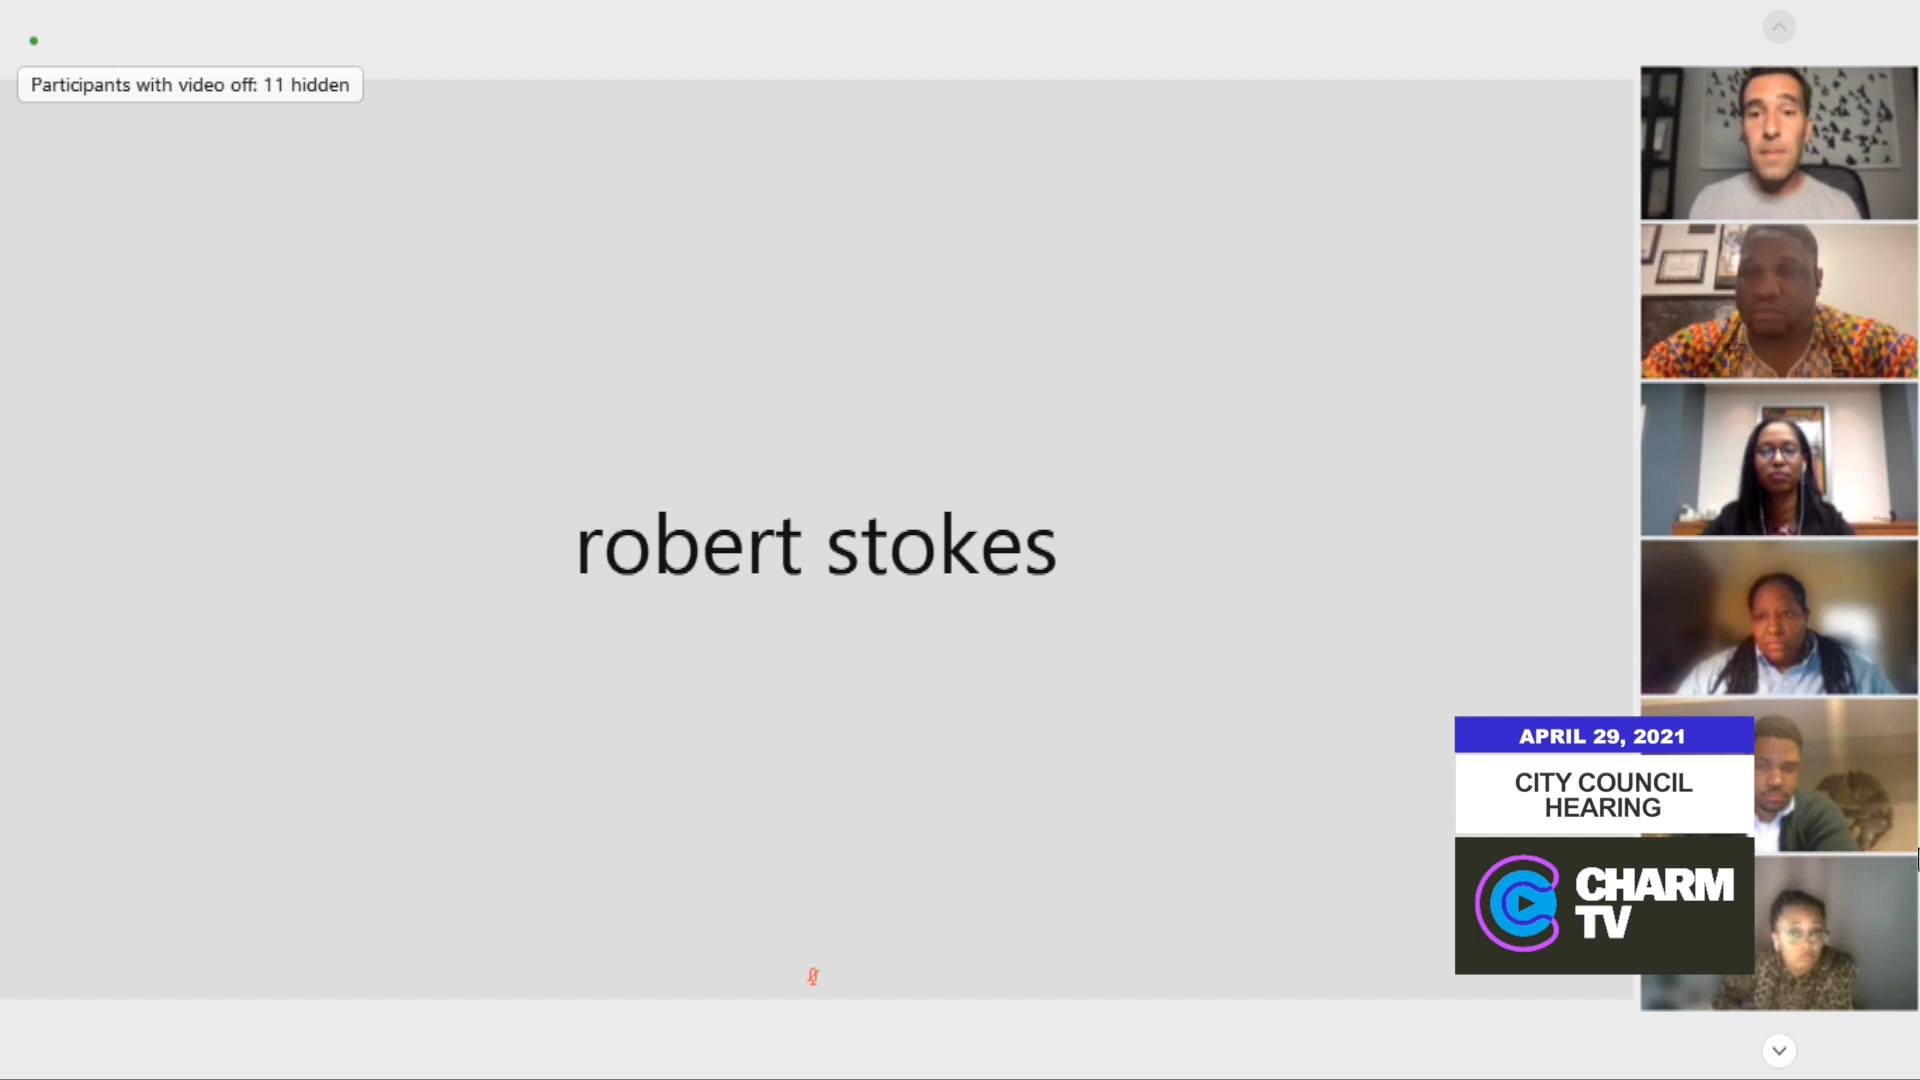 Participants with video off: 11 hidden
robert stokes
APRIL 29, 2021
CITY COUNCIL
HEARING
CHARM
TV